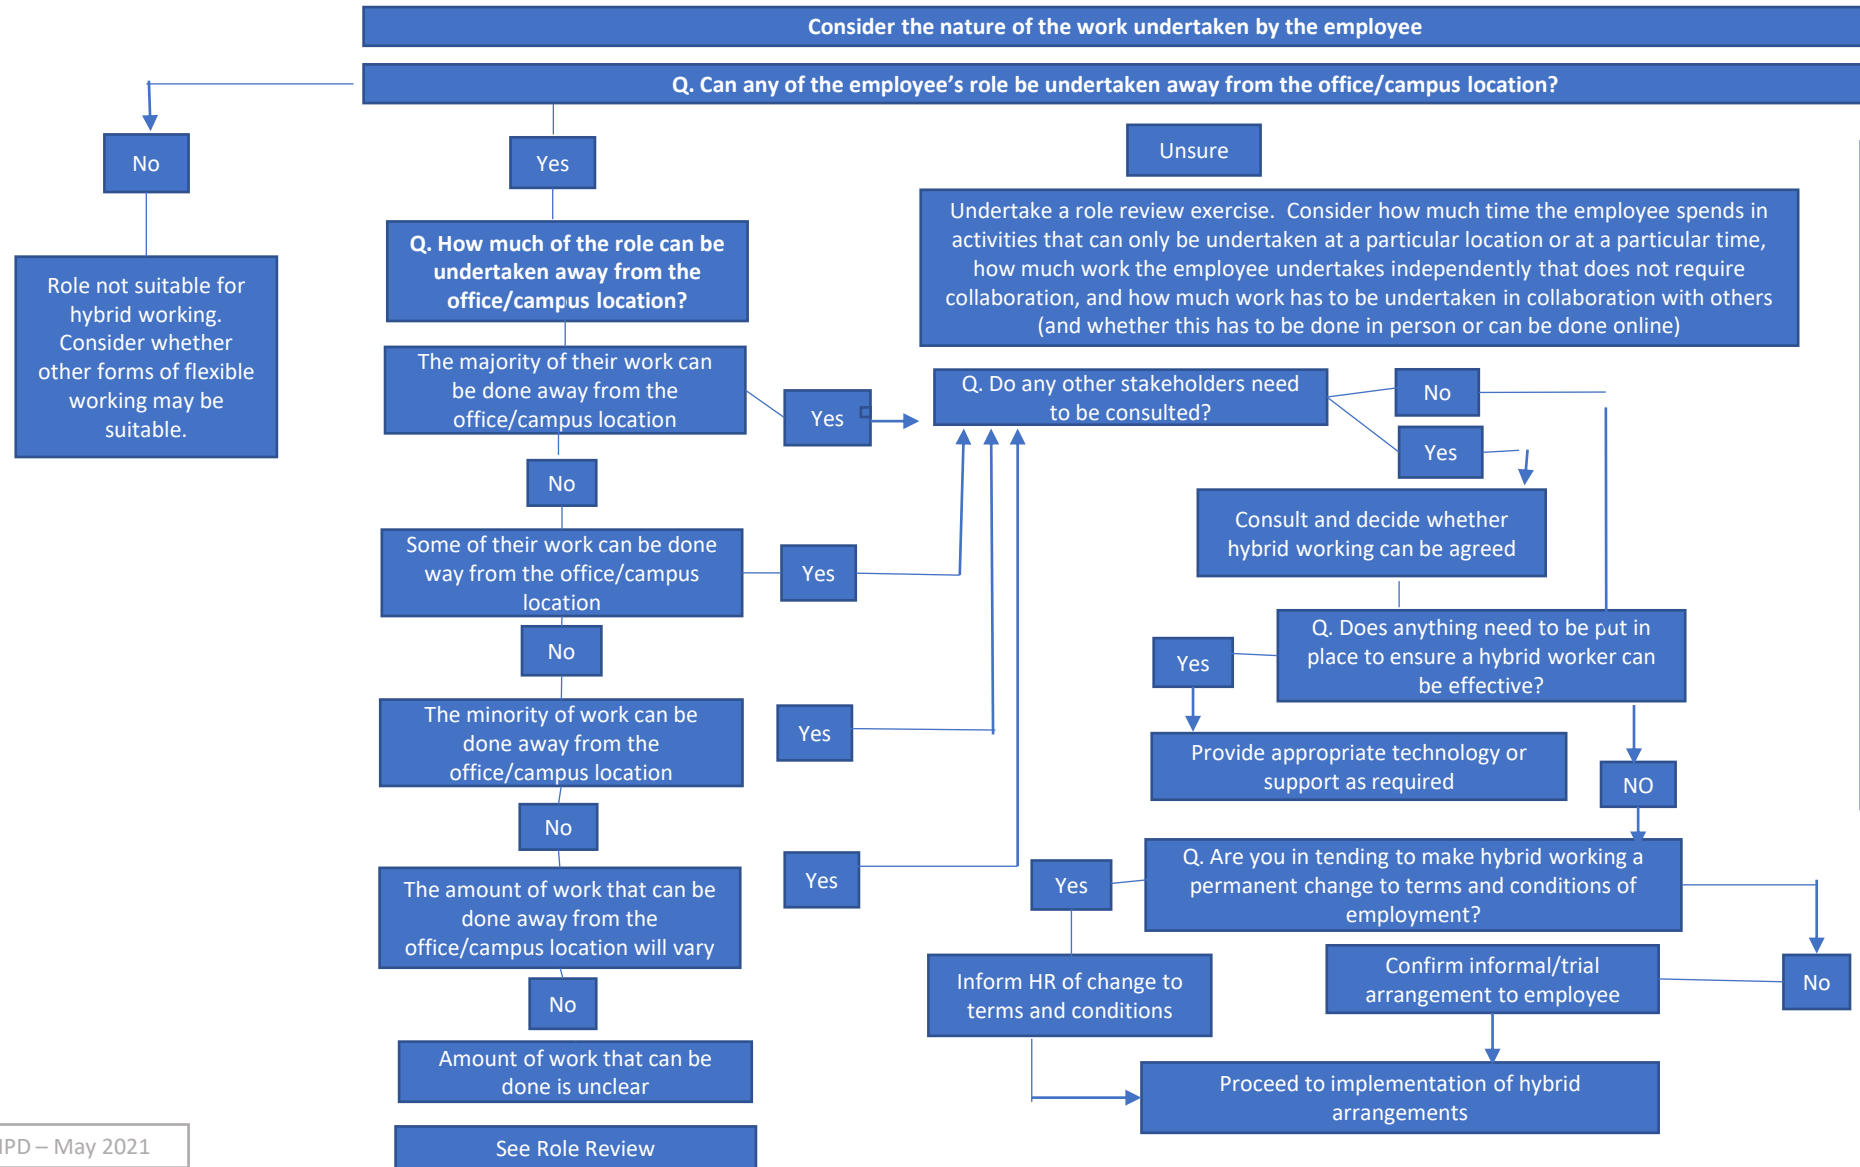 Consider the nature of the work undertaken by the employee
Q. Can any of the employee's role be undertaken away from the office/campus location?
No
Role not suitable for
hybrid working.
Consider whether
other forms of flexible
working may be
suitable.
Yes
Q. How much of the role can be
undertaken away from the
office/campus location?
The majority of their work can
be done away from the
office/campus location
Yes
No
Some of their work can be done
way from the office/campus
location
Yes
No
The minority of work can be
done away from the
office/campus location
Yes
No
The amount of work that can be
done away from the
office/campus location will vary
Yes
No
Amount of work that can be
done is unclear
See Role Review
Unsure
Undertake a role review exercise. Consider how much time the employee spends in
activities that can only be undertaken at a particular location or at a particular time,
how much work the employee undertakes independently that does not require
collaboration, and how much work has to be undertaken in collaboration with others
(and whether this has to be done in person or can be done online)
Q. Do any other stakeholders need
to be consulted?
No
Yes
Consult and decide whether
hybrid working can be agreed
Q. Does anything need to be put in
place to ensure a hybrid worker can
be effective?
Yes
Provide appropriate technology or
support as required
NO
Q. Are you in tending to make hybrid working a
permanent change to terms and conditions of
employment?
Yes
Inform HR of change to
terms and conditions
No
Confirm informal/trial
arrangement to employee
Proceed to implementation of hybrid
arrangements
IPD – May 2021